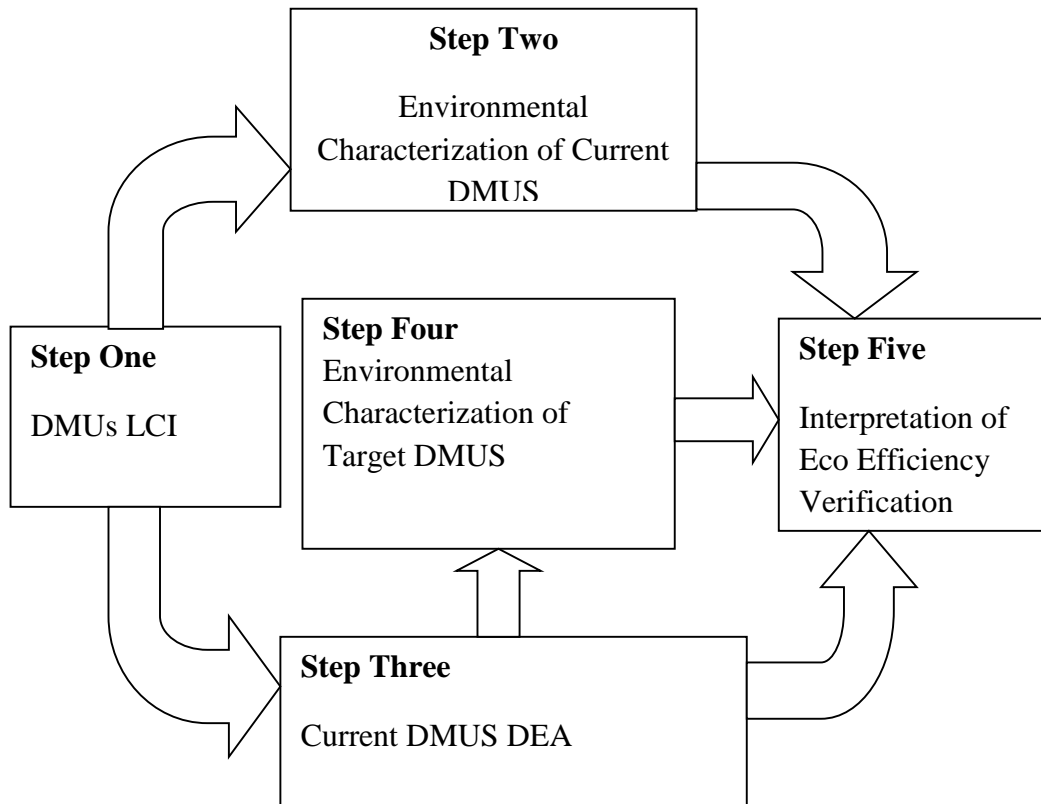 Step Two
Environmental
Characterization of Current
DMUS
Step One
DMUs LCI
Step Four
Environmental
Characterization of
Target DMUS
Step Five
Interpretation of
Eco Efficiency
Verification
Step Three
Current DMUS DEA